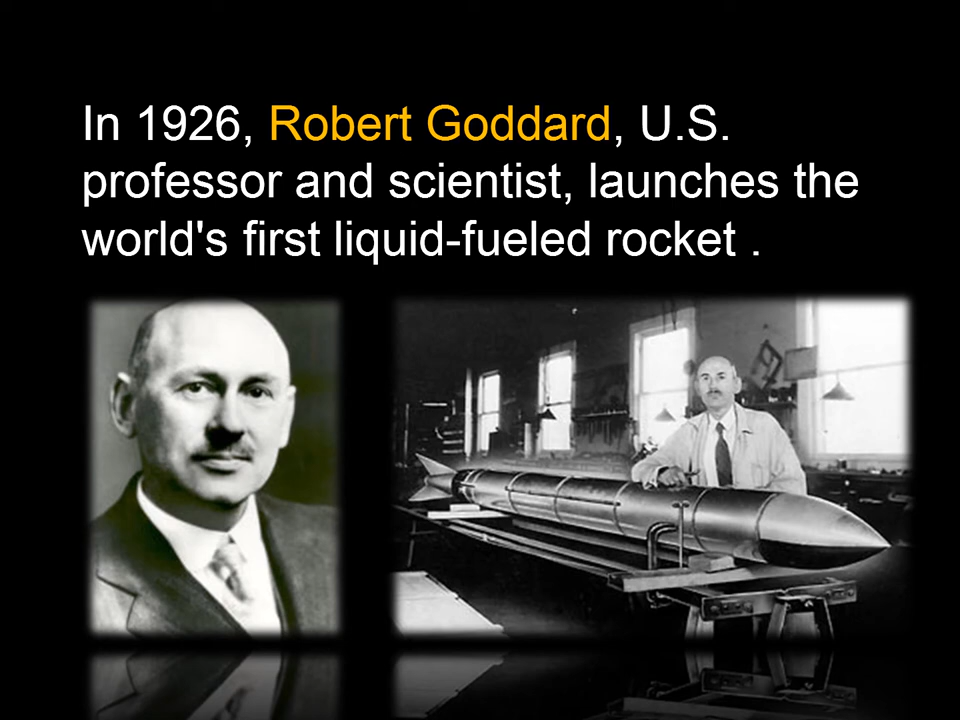 In 1926, Robert Goddard, U.S.
professor and scientist, launches the
world's first liquid-fueled rocket .